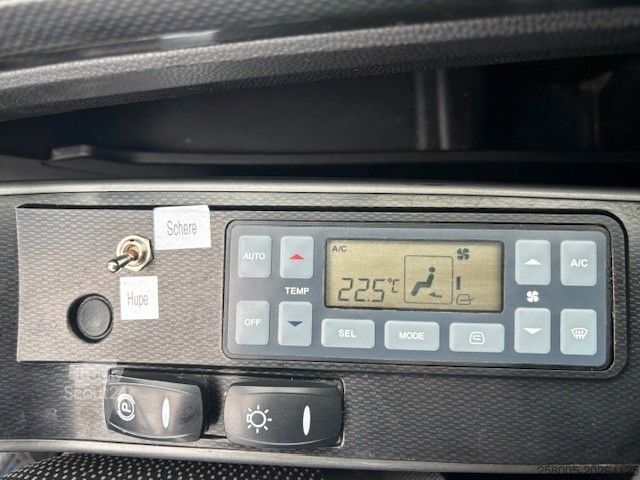 Schere
Hupe
AUTO
OFF
TEMP
A/C
22.5°C
SEL
MODE
A/C
P